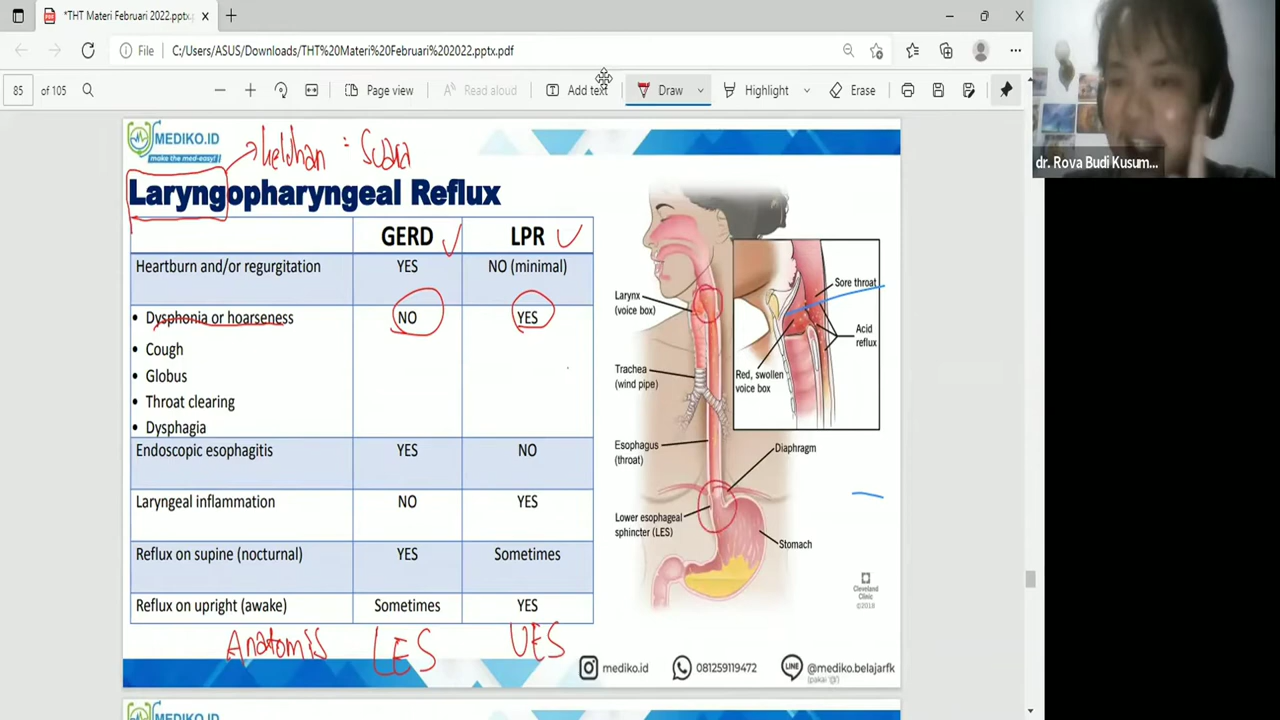 *THT Materi Februari 2022.pptx.
File
C:/Users/ASUS/Downloads/THT%20Materi%20Februari%202022.pptx.pdf
85 of 105
Page view
Read aloud
Add text
Draw
Highlight
Erase
dr. Rova Budi Kusum...
MEDIKO.ID
make the med-easy!
keluhan : Suara
Laryngopharyngeal Reflux
GERD LPR
Heartburn and/or regurgitation YES NO (minimal)
• Dysphonia or hoarseness NO YES
• Cough
• Globus
• Throat clearing
• Dysphagia
Endoscopic esophagitis YES NO
Laryngeal inflammation NO YES
Reflux on supine (nocturnal) YES Sometimes
Reflux on upright (awake) Sometimes YES
Anatomis LES UES
Larynx
(voice box)
Trachea
(wind pipe)
Esophagus
(throat)
Lower esophageal
sphincter (LES)
Sore throat
Acid
reflux
Red, swollen
voice box
Diaphragm
Stomach
Cleveland
Clinic
©2018
mediko.id
081259119472
LINE
@mediko.belajarfk
(pakai '@')